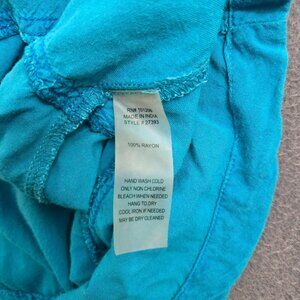 MADE IN INDIA
STYLE # 27393
100% RAYON
HAND WASH COLD
ONLY NON CHLORINE
BLEACH WHEN NEEDED
HANG TO DRY
COOL IRON IF NEEDED
MAY BE DRY CLEANED